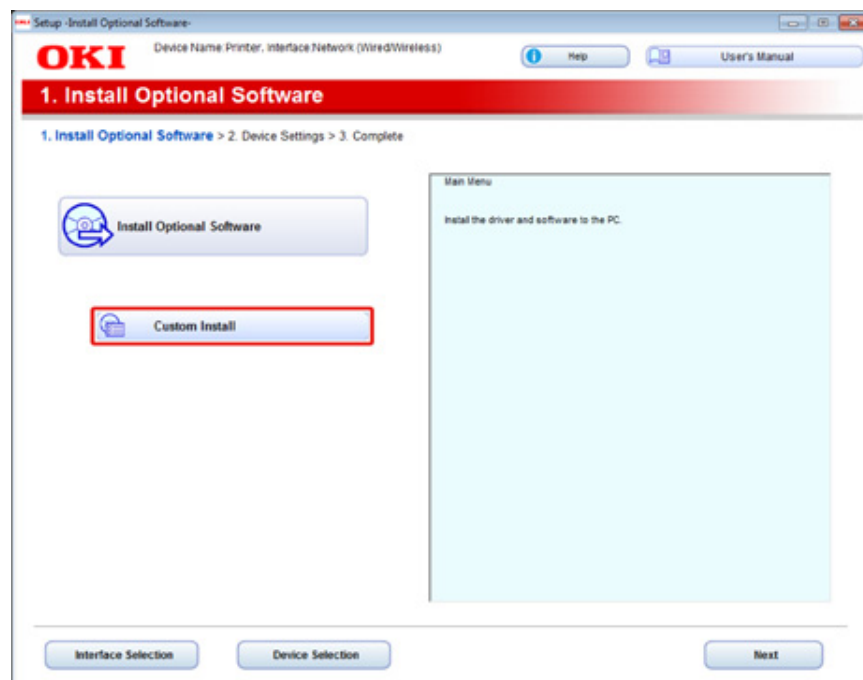 Setup -Install Optional Software-
OKI
Device Name:Printer, Interface:Network (Wired/Wireless)
Help
User's Manual
1. Install Optional Software
1. Install Optional Software > 2. Device Settings > 3. Complete
Main Menu
Install Optional Software
Install the driver and software to the PC.
Custom Install
Interface Selection
Device Selection
Next